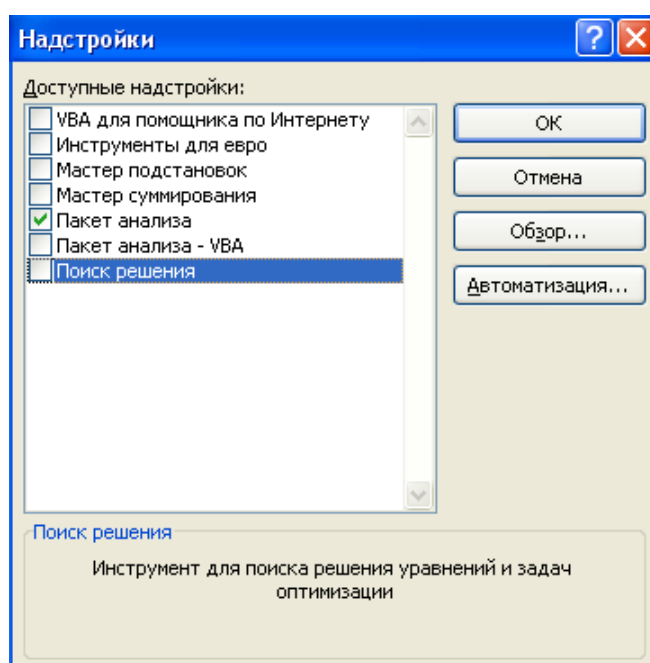 Надстройки
Доступные надстройки:
VBA для помощника по Интернету
Инструменты для евро
Мастер подстановок
Мастер суммирования
Пакет анализа
Пакет анализа - VBA
Поиск решения
ОК
Отмена
Обзор...
Автоматизация...
Поиск решения
Инструмент для поиска решения уравнений и задач
оптимизации